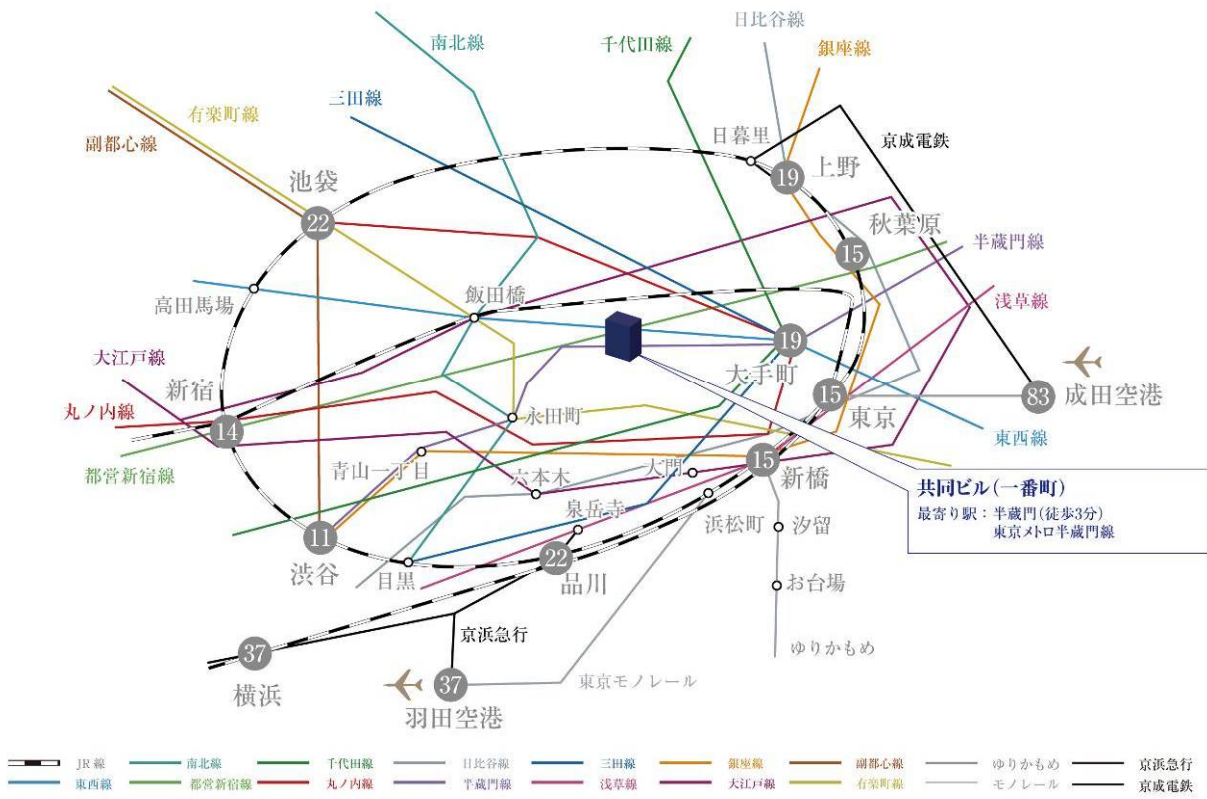 日比谷線
南北線
千代田線
銀座線
三田線
有楽町線
副都心線
日暮里
京成電鉄
上野
19
池袋
22
秋葉原
15
半蔵門線
高田馬場
飯田橋
浅草線
大江戸線
19
大手町
新宿
14
丸ノ内線
15
東京
83
成田空港
永田町
東西線
都営新宿線
青山一丁目
六本木
大門
15
新橋
共同ビル(一番町)
最寄り駅:半蔵門(徒歩3分)
東京メトロ半蔵門線
泉岳寺
浜松町
汐留
11
渋谷
目黒
22
品川
お台場
京浜急行
ゆりかもめ
37
横浜
37
羽田空港
東京モノレール
JR線 南北線 千代田線 日比谷線 三田線 銀座線 副都心線 ゆりかもめ 京浜急行
東西線 都営新宿線 丸ノ内線 半蔵門線 浅草線 大江戸線 有楽町線 モノレール 京成電鉄